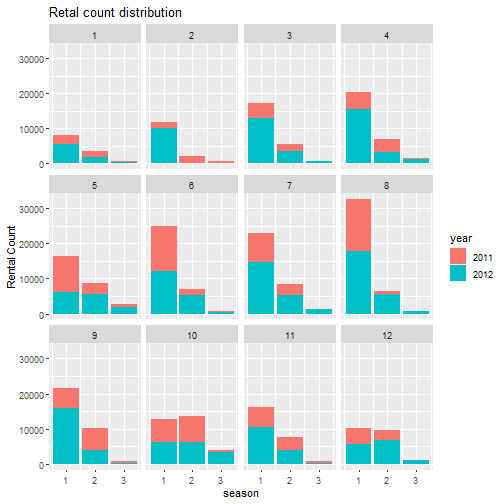 Retal count distribution
1 2 3 4
30000
20000
10000
0
5 6 7 8
30000
20000
10000
0
9 10 11 12
30000
20000
10000
0
1 2 3 1 2 3 1 2 3 1 2 3
season
Rental Count
year
2011
2012